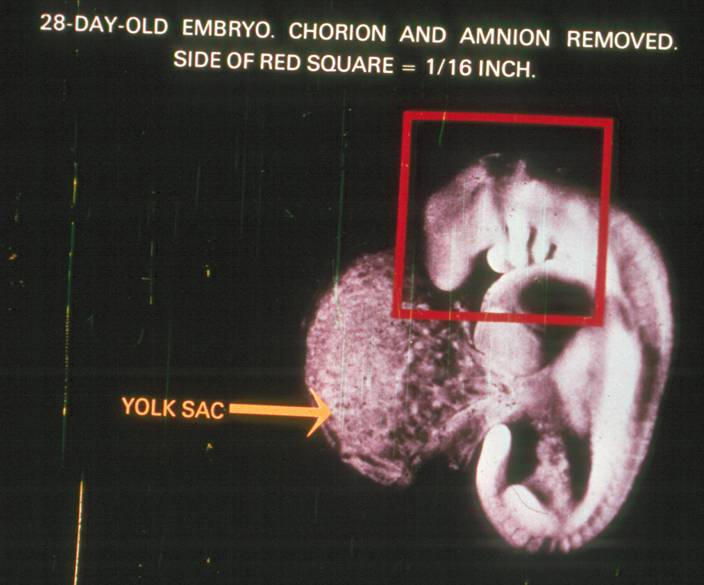 28-DAY-OLD EMBRYO. CHORION AND AMNION REMOVED.
SIDE OF RED SQUARE = 1/16 INCH.
YOLK SAC